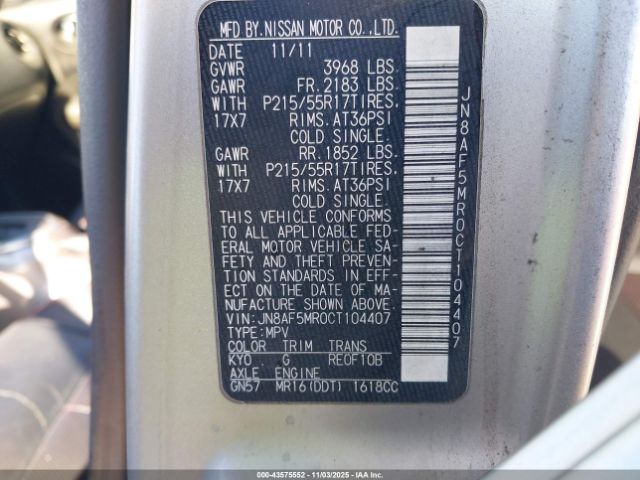 MFD BY.NISSAN MOTOR CO.,LTD.
DATE 11/11
GVWR 3968 LBS.
GAWR FR.2183 LBS.
WITH P215/55R17TIRES.
17X7 RIMS.AT36PSI
COLD SINGLE.
GAWR RR.1852 LBS.
WITH P215/55R17TIRES.
17X7 RIMS.AT36PSI
COLD SINGLE.
THIS VEHICLE CONFORMS
TO ALL APPLICABLE FED-
ERAL MOTOR VEHICLE SA-
FETY AND THEFT PREVEN-
TION STANDARDS IN EFF-
ECT ON THE DATE OF MA-
NUFACTURE SHOWN ABOVE.
VIN:JN8AF5MR0CT104407
TYPE:MPV
COLOR TRIM TRANS
KY0 G RE0F10B
AXLE ENGINE
GN57 MR16(DDT) 1618CC
JN8AF5MR0CT104407
000-43575552 - 11/03/2025 - IAAI.COM